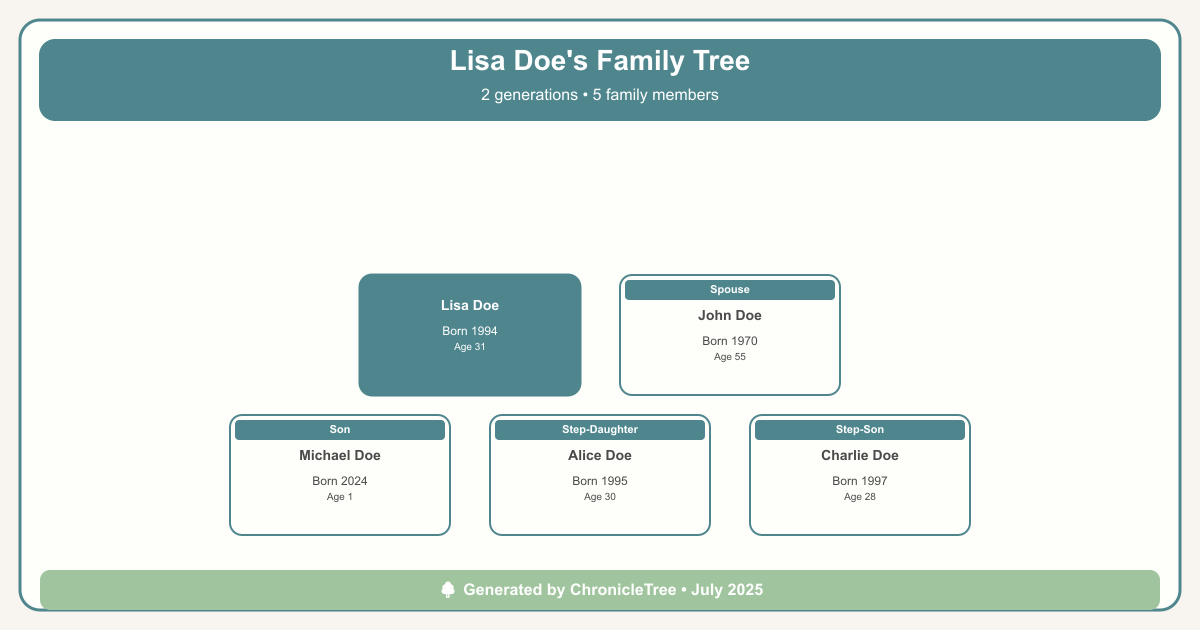 Lisa Doe's Family Tree
2 generations • 5 family members
Lisa Doe
Born 1994
Age 31
Spouse
John Doe
Born 1970
Age 55
Son
Michael Doe
Born 2024
Age 1
Step-Daughter
Alice Doe
Born 1995
Age 30
Step-Son
Charlie Doe
Born 1997
Age 28
Generated by ChronicleTree • July 2025